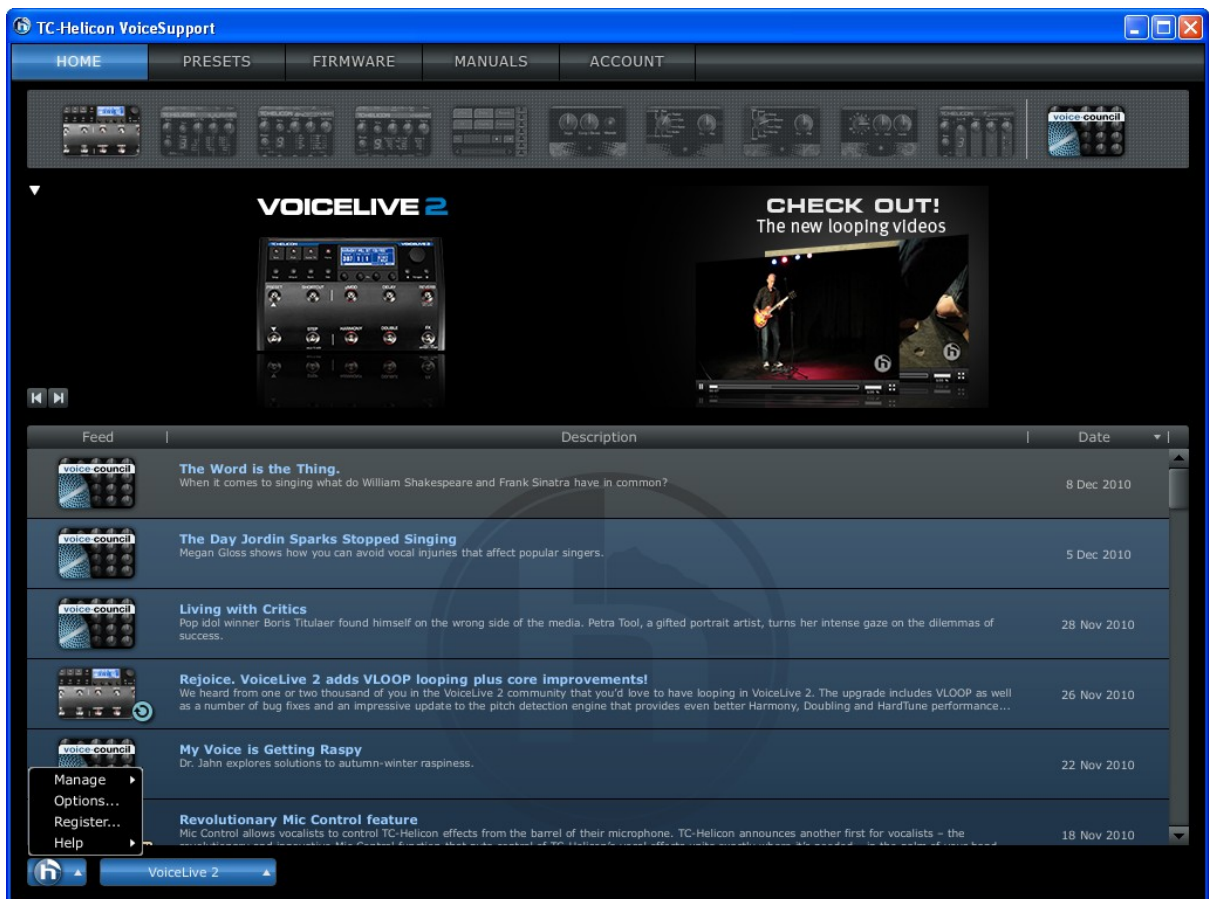 TC-Helicon VoiceSupport
HOME PRESETS FIRMWARE MANUALS ACCOUNT
voice council
VOICELIVE 2
CHECK OUT!
The new looping videos
Feed Description Date
voice council
The Word is the Thing.
When it comes to singing what do William Shakespeare and Frank Sinatra have in common?
8 Dec 2010
voice council
The Day Jordin Sparks Stopped Singing
Megan Gloss shows how you can avoid vocal injuries that affect popular singers.
5 Dec 2010
voice council
Living with Critics
Pop idol winner Boris Titulaer found himself on the wrong side of the media. Petra Tool, a gifted portrait artist, turns her intense gaze on the dilemmas of
success.
28 Nov 2010
Rejoice. VoiceLive 2 adds VLOOP looping plus core improvements!
We heard from one or two thousand of you in the VoiceLive 2 community that you'd love to have looping in VoiceLive 2. The upgrade includes VLOOP as well
as a number of bug fixes and an impressive update to the pitch detection engine that provides even better Harmony, Doubling and HardTune performance...
26 Nov 2010
voice council
My Voice is Getting Raspy
Dr. Jahn explores solutions to autumn-winter raspiness.
22 Nov 2010
Revolutionary Mic Control feature
Mic Control allows vocalists to control TC-Helicon effects from the barrel of their microphone. TC-Helicon announces another first for vocalists – the
18 Nov 2010
Manage
Options...
Register...
Help
VoiceLive 2